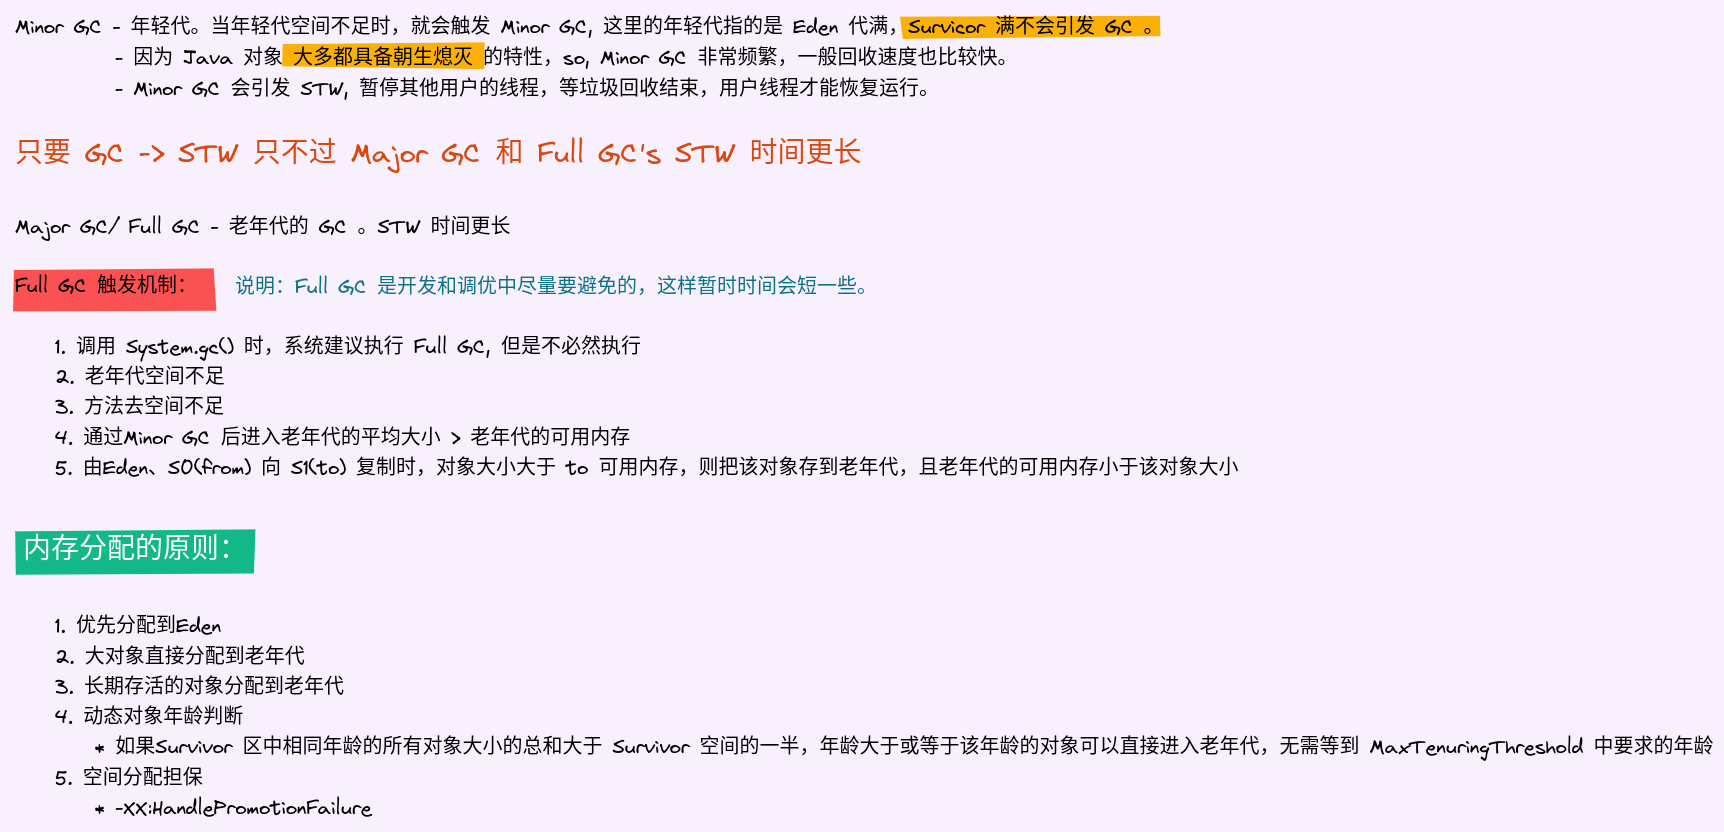 Minor GC - 年轻代。当年轻代空间不足时，就会触发 Minor GC, 这里的年轻代指的是 Eden 代满，Survicor 满不会引发 GC 。
- 因为 Java 对象 大多都具备朝生熄灭 的特性，so, Minor GC 非常频繁，一般回收速度也比较快。
- Minor GC 会引发 STW, 暂停其他用户的线程，等垃圾回收结束，用户线程才能恢复运行。
只要 GC -> STW 只不过 Major GC 和 Full GC's STW 时间更长
Major GC/ Full GC - 老年代的 GC 。STW 时间更长
Full GC 触发机制： 说明：Full GC 是开发和调优中尽量要避免的，这样暂时时间会短一些。
1. 调用 System.gc() 时，系统建议执行 Full GC, 但是不必然执行
2. 老年代空间不足
3. 方法去空间不足
4. 通过Minor GC 后进入老年代的平均大小 > 老年代的可用内存
5. 由Eden、S0(from) 向 S1(to) 复制时，对象大小大于 to 可用内存，则把该对象存到老年代，且老年代的可用内存小于该对象大小
内存分配的原则：
1. 优先分配到Eden
2. 大对象直接分配到老年代
3. 长期存活的对象分配到老年代
4. 动态对象年龄判断
* 如果Survivor 区中相同年龄的所有对象大小的总和大于 Survivor 空间的一半，年龄大于或等于该年龄的对象可以直接进入老年代，无需等到 MaxTenuringThreshold 中要求的年龄
5. 空间分配担保
* -XX:HandlePromotionFailure